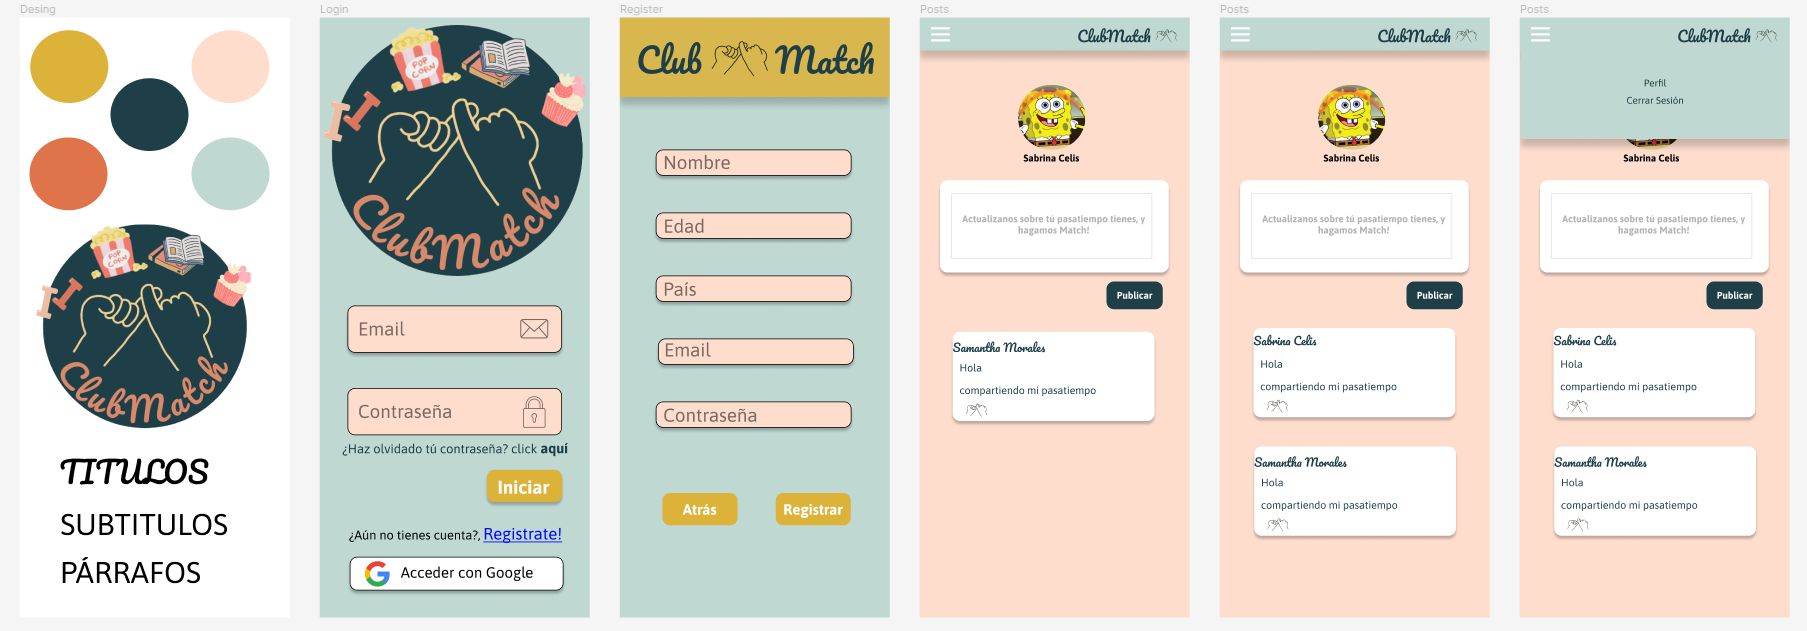 Desing
POP CORN
ClubMatch
TITULOS
SUBTITULOS
PÁRRAFOS
Login
POP CORN
ClubMatch
Email
Contraseña
¿Haz olvidado tú contraseña? click aquí
Iniciar
¿Aún no tienes cuenta?, Registrate!
Acceder con Google
Register
Club Match
Nombre
Edad
País
Email
Contraseña
Atrás
Registrar
Posts
ClubMatch
Sabrina Celis
Actualizanos sobre tú pasatiempo tienes, y
hagamos Match!
Publicar
Samantha Morales
Hola
compartiendo mi pasatiempo
Posts
ClubMatch
Sabrina Celis
Actualizanos sobre tú pasatiempo tienes, y
hagamos Match!
Publicar
Sabrina Celis
Hola
compartiendo mi pasatiempo
Samantha Morales
Hola
compartiendo mi pasatiempo
Posts
ClubMatch
Perfil
Cerrar Sesión
Sabrina Celis
Actualizanos sobre tú pasatiempo tienes, y
hagamos Match!
Publicar
Sabrina Celis
Hola
compartiendo mi pasatiempo
Samantha Morales
Hola
compartiendo mi pasatiempo